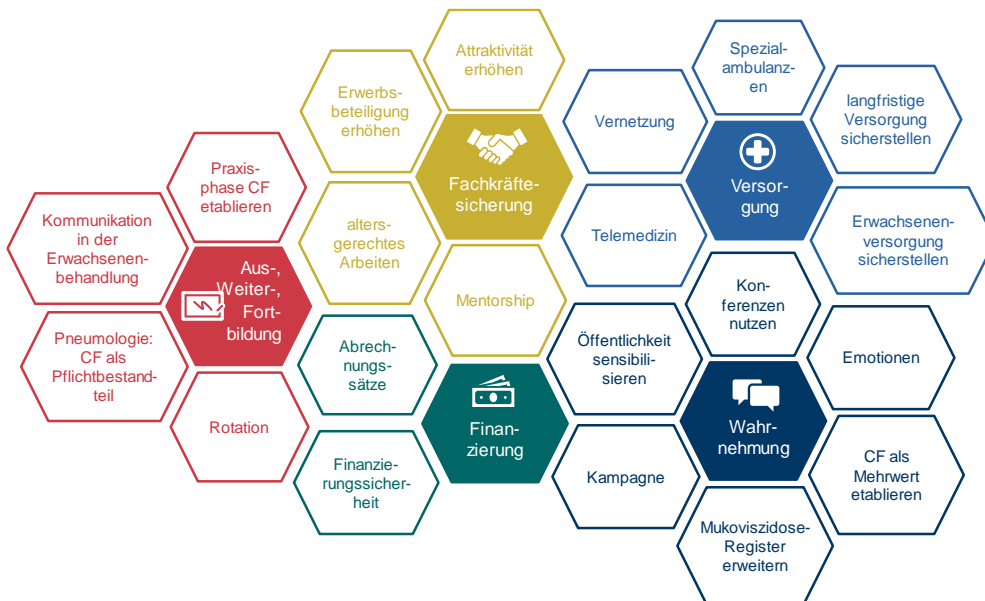 Attraktivität
erhöhen
Erwerbs-
beteiligung
erhöhen
Fachkräfte-
sicherung
alters-
gerechtes
Arbeiten
Mentorship
Spezial-
ambulanz-
en
Vernetzung
langfristige
Versorgung
sicherstellen
Versor-
gung
Telemedizin
Erwachsenen-
versorgung
sicherstellen
Praxis-
phase CF
etablieren
Kommunikation
in der
Erwachsenen-
behandlung
Aus-,
Weiter-,
Fort-
bildung
Pneumologie:
CF als
Pflichtbestand-
teil
Rotation
Abrech-
nungss-
sätze
Finan-
zierung
Finanzie-
rungssicher-
heit
Kon-
ferenzen
nutzen
Öffentlichkeit
sensibili-
sieren
Emotionen
Wahr-
nehmung
Kampagne
CF als
Mehrwert
etablieren
Mukoviszidose-
Register
erweitern